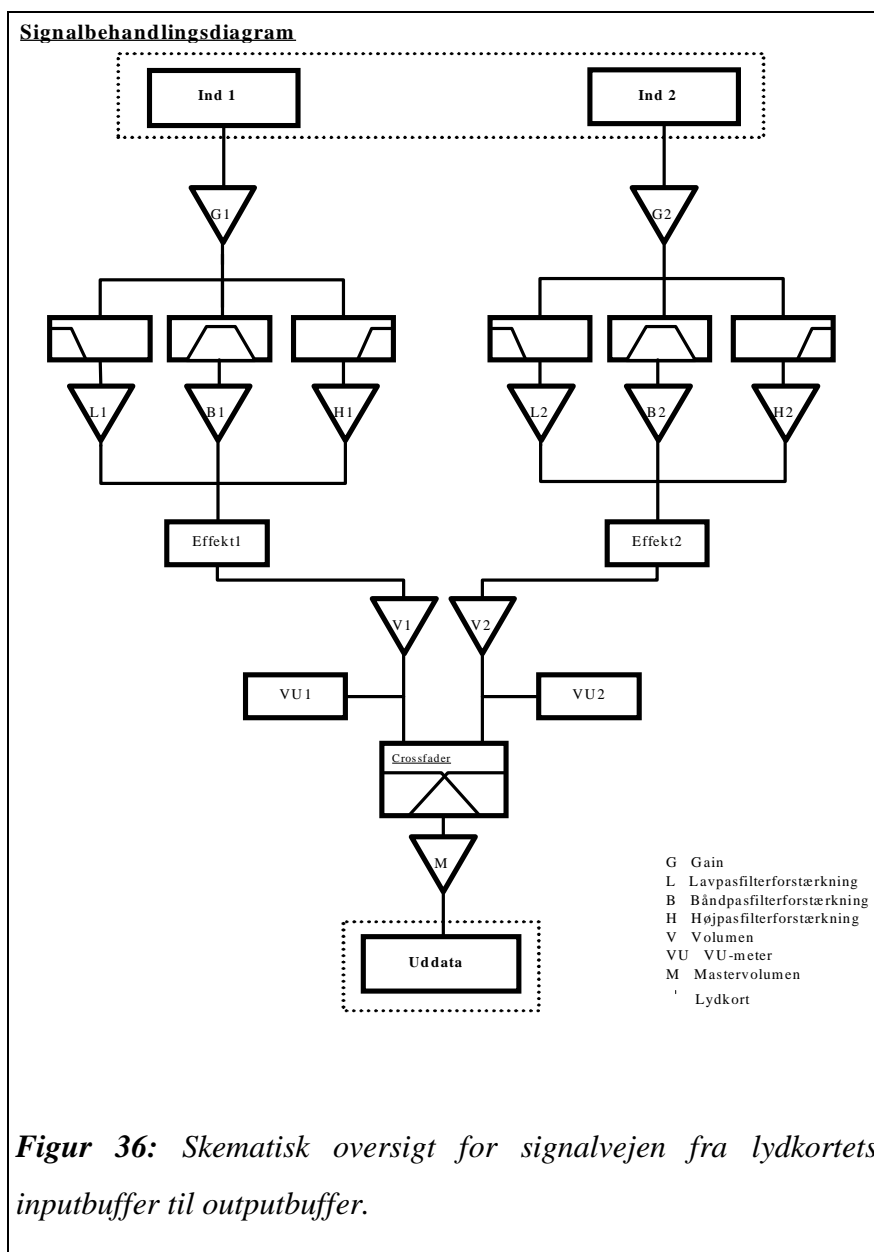 Signalbehandlingsdiagram
Ind 1 Ind 2
G1 G2
L1 B1 H1 L2 B2 H2
Effekt1 Effekt2
V1 V2
VU1 VU2
Crossfader
M
G Gain
L Lavpasfilterforstærkning
B Båndpasfilterforstærkning
H Højpasfilterforstærkning
V Volumen
VU VU-meter
M Mastervolumen
' Lydkort
Uddata
Figur 36: Skematisk oversigt for signalvejen fra lydkortets
inputbuffer til outputbuffer.